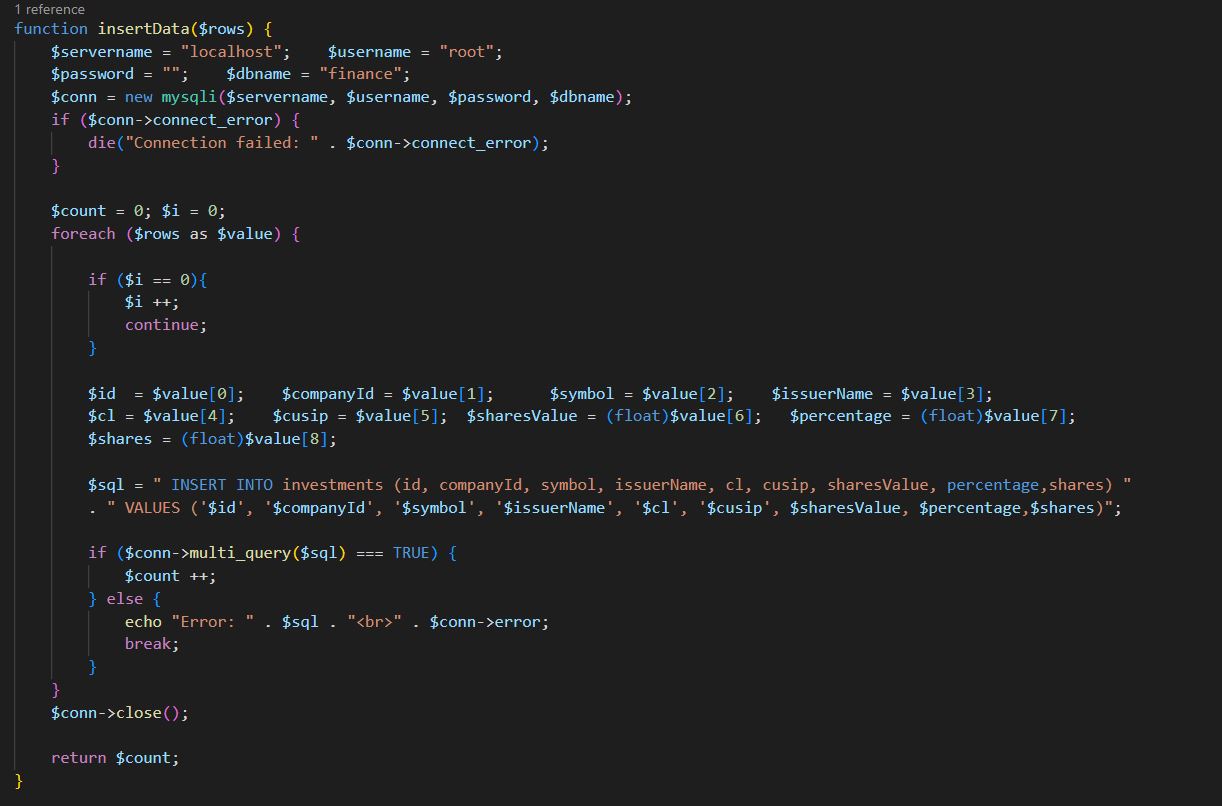 1 reference
function insertData($rows) {
    $servername = "localhost";    $username = "root";
    $password = "";    $dbname = "finance";
    $conn = new mysqli($servername, $username, $password, $dbname);
    if ($conn->connect_error) {
        die("Connection failed: " . $conn->connect_error);
    }

    $count = 0; $i = 0;
    foreach ($rows as $value) {

        if ($i == 0){
            $i ++;
            continue;
        }

        $id  = $value[0];    $companyId = $value[1];      $symbol = $value[2];    $issuerName = $value[3];
        $cl = $value[4];    $cusip = $value[5];  $sharesValue = (float)$value[6];   $percentage = (float)$value[7];
        $shares = (float)$value[8];

        $sql = " INSERT INTO investments (id, companyId, symbol, issuerName, cl, cusip, sharesValue, percentage,shares) "
        . " VALUES ('$id', '$companyId', '$symbol', '$issuerName', '$cl', '$cusip', $sharesValue, $percentage,$shares)";

        if ($conn->multi_query($sql) === TRUE) {
            $count ++;
        } else {
            echo "Error: " . $sql . "<br>" . $conn->error;
            break;
        }
    }
    $conn->close();

    return $count;
}